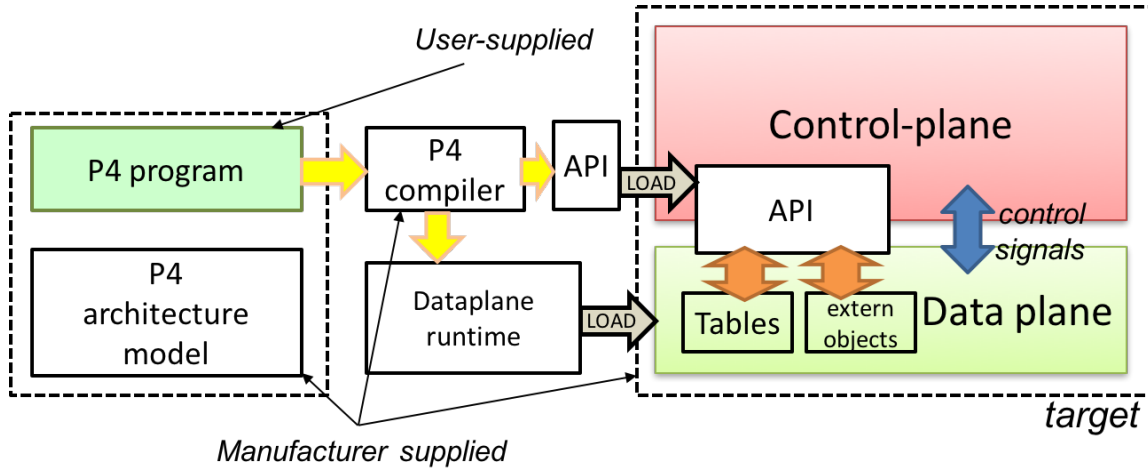 User-supplied
P4 program
P4
compiler
API
LOAD
Control-plane
API
control
signals
P4
architecture
model
Dataplane
runtime
LOAD
Tables
extern
objects
Data plane
target
Manufacturer supplied